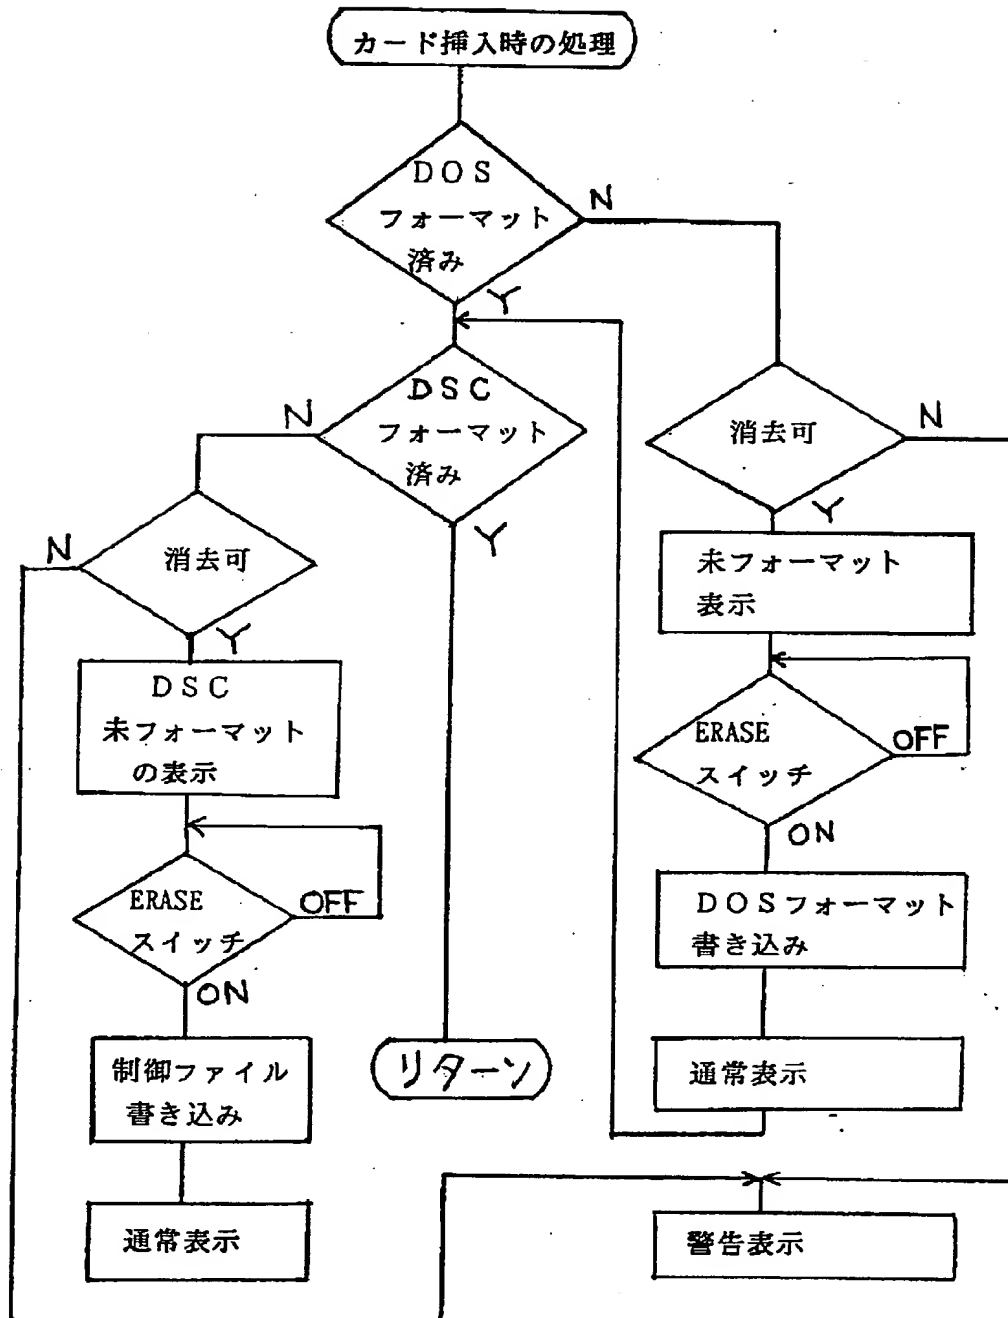 カード挿入時の処理
DOS
フォーマット
済み
N
Y
DSC
フォーマット
済み
N
Y
消去可
N
Y
消去可
N
Y
未フォーマット
表示
DSC
未フォーマット
の表示
ERASE
スイッチ
OFF
ON
ERASE
スイッチ
OFF
ON
DOSフォーマット
書き込み
制御ファイル
書き込み
リターン
通常表示
通常表示
警告表示